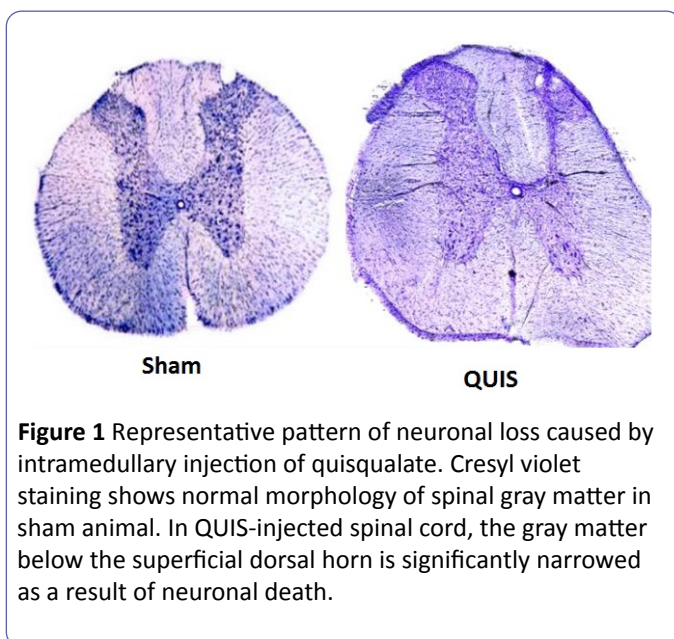 Sham
QUIS
Figure 1 Representative pattern of neuronal loss caused by
intramedullary injection of quisqualate. Cresyl violet
staining shows normal morphology of spinal gray matter in
sham animal. In QUIS-injected spinal cord, the gray matter
below the superficial dorsal horn is significantly narrowed
as a result of neuronal death.